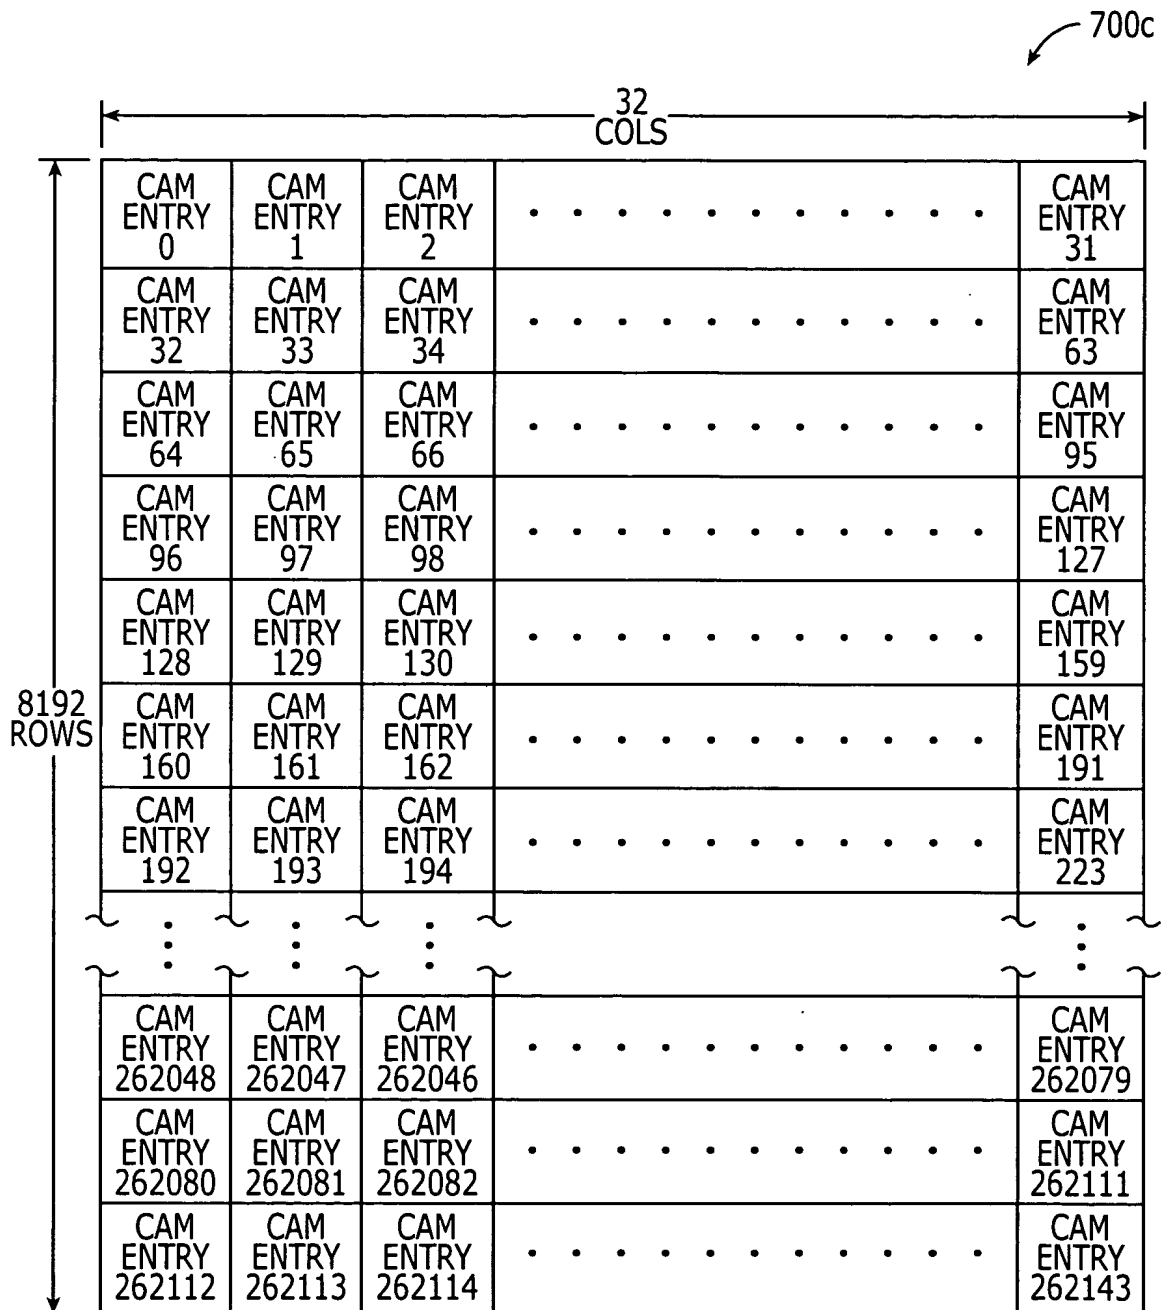 700c
32
COLS
8192
ROWS
CAM CAM CAM CAM
ENTRY ENTRY ENTRY ENTRY
0 1 2 31
CAM CAM CAM CAM
ENTRY ENTRY ENTRY ENTRY
32 33 34 63
CAM CAM CAM CAM
ENTRY ENTRY ENTRY ENTRY
64 65 66 95
CAM CAM CAM CAM
ENTRY ENTRY ENTRY ENTRY
96 97 98 127
CAM CAM CAM CAM
ENTRY ENTRY ENTRY ENTRY
128 129 130 159
CAM CAM CAM CAM
ENTRY ENTRY ENTRY ENTRY
160 161 162 191
CAM CAM CAM CAM
ENTRY ENTRY ENTRY ENTRY
192 193 194 223
CAM CAM CAM CAM
ENTRY ENTRY ENTRY ENTRY
262048 262047 262046 262079
CAM CAM CAM CAM
ENTRY ENTRY ENTRY ENTRY
262080 262081 262082 262111
CAM CAM CAM CAM
ENTRY ENTRY ENTRY ENTRY
262112 262113 262114 262143